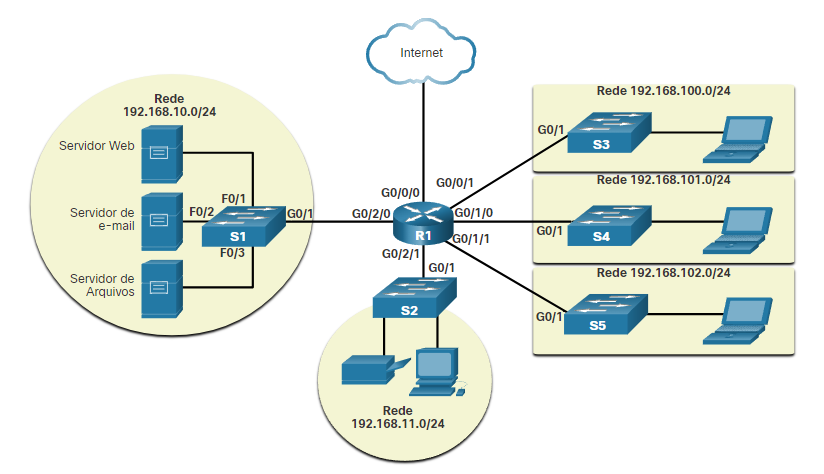 Internet
Rede
192.168.10.0/24
Servidor Web
Servidor de
e-mail
Servidor de
Arquivos
F0/1
F0/2
F0/3
S1
G0/1
G0/2/0
G0/0/0
G0/0/1
G0/1/0
G0/1/1
G0/2/1
R1
G0/1
S2
Rede
192.168.11.0/24
Rede 192.168.100.0/24
G0/1
S3
Rede 192.168.101.0/24
G0/1
S4
Rede 192.168.102.0/24
G0/1
S5